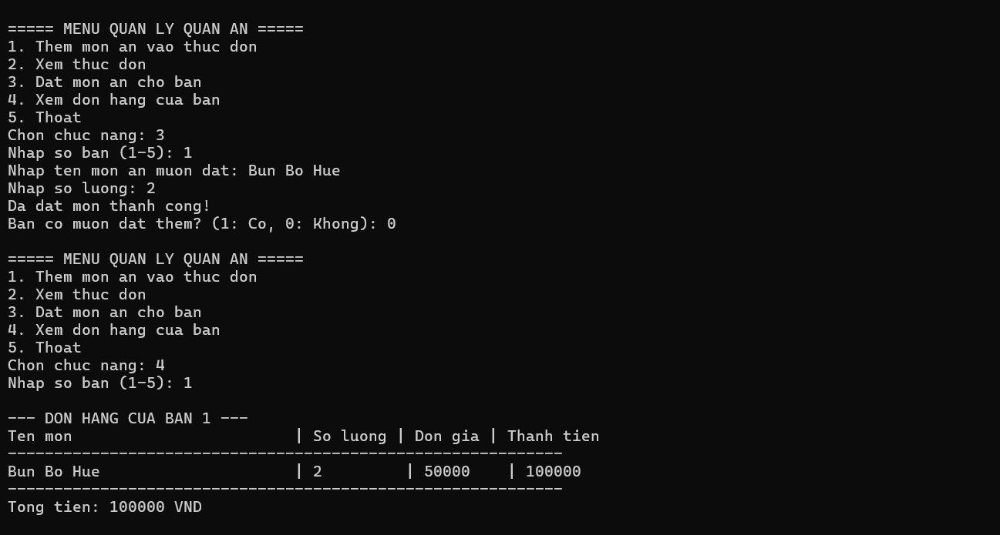 ===== MENU QUAN LY QUAN AN =====
1. Them mon an vao thuc don
2. Xem thuc don
3. Dat mon an cho ban
4. Xem don hang cua ban
5. Thoat
Chon chuc nang: 3
Nhap so ban (1-5): 1
Nhap ten mon an muon dat: Bun Bo Hue
Nhap so luong: 2
Da dat mon thanh cong!
Ban co muon dat them? (1: Co, 0: Khong): 0

===== MENU QUAN LY QUAN AN =====
1. Them mon an vao thuc don
2. Xem thuc don
3. Dat mon an cho ban
4. Xem don hang cua ban
5. Thoat
Chon chuc nang: 4
Nhap so ban (1-5): 1

--- DON HANG CUA BAN 1 ---
Ten mon                        | So luong | Don gia | Thanh tien
------------------------------------------------------------
Bun Bo Hue                     | 2         | 50000    | 100000
------------------------------------------------------------
Tong tien: 100000 VND